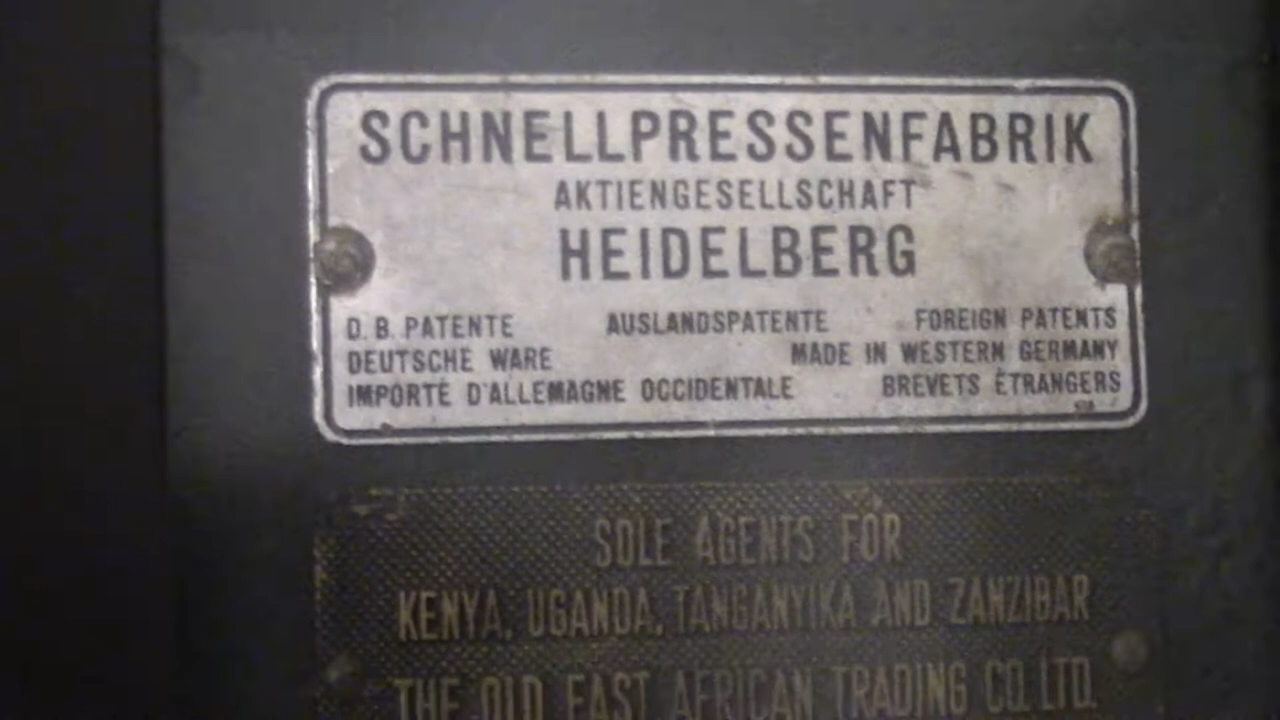 SCHNELLPRESSENFABRIK
AKTIENGESELLSCHAFT
HEIDELBERG
D.B. PATENTE AUSLANDSPATENTE FOREIGN PATENTS
DEUTSCHE WARE MADE IN WESTERN GERMANY
IMPORTÉ D'ALLEMAGNE OCCIDENTALE BREVETS ÉTRANGERS
SOLE AGENTS FOR
KENYA, UGANDA, TANGANYIKA AND ZANZIBAR
THE OLD EAST AFRICAN TRADING CO. LTD.